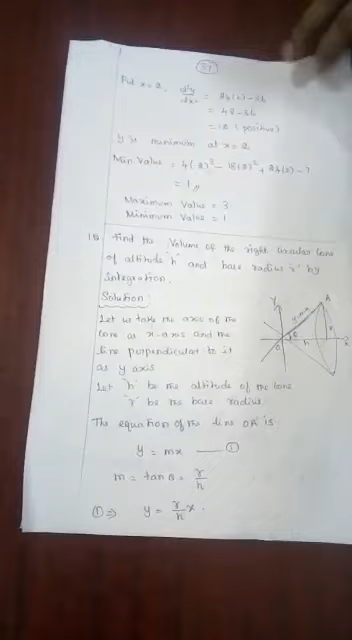 (51)
Put x = 2, d²y/dx² = 24(2) - 36
= 48 - 36
= 12 (positive)
y is minimum at x = 2
Min Value = 4(2)³ - 18(2)² + 24(2) - 7
= 1 //
Maximum Value = 3
Minimum Value = 1
Find the Volume of the right circular cone
of altitude 'h' and base radius 'r' by
integration.
Solution:
Let us take the axis of the
cone as x-axis and the
line perpendicular to it
as y axis
Let 'h' be the altitude of the cone
'r' be the base radius.
The equation of the line OA is
y = mx —— ①
m = tan θ = r/h
① ⇒ y = r/h x.
Y
A
y=mx
r
θ
O
h
x